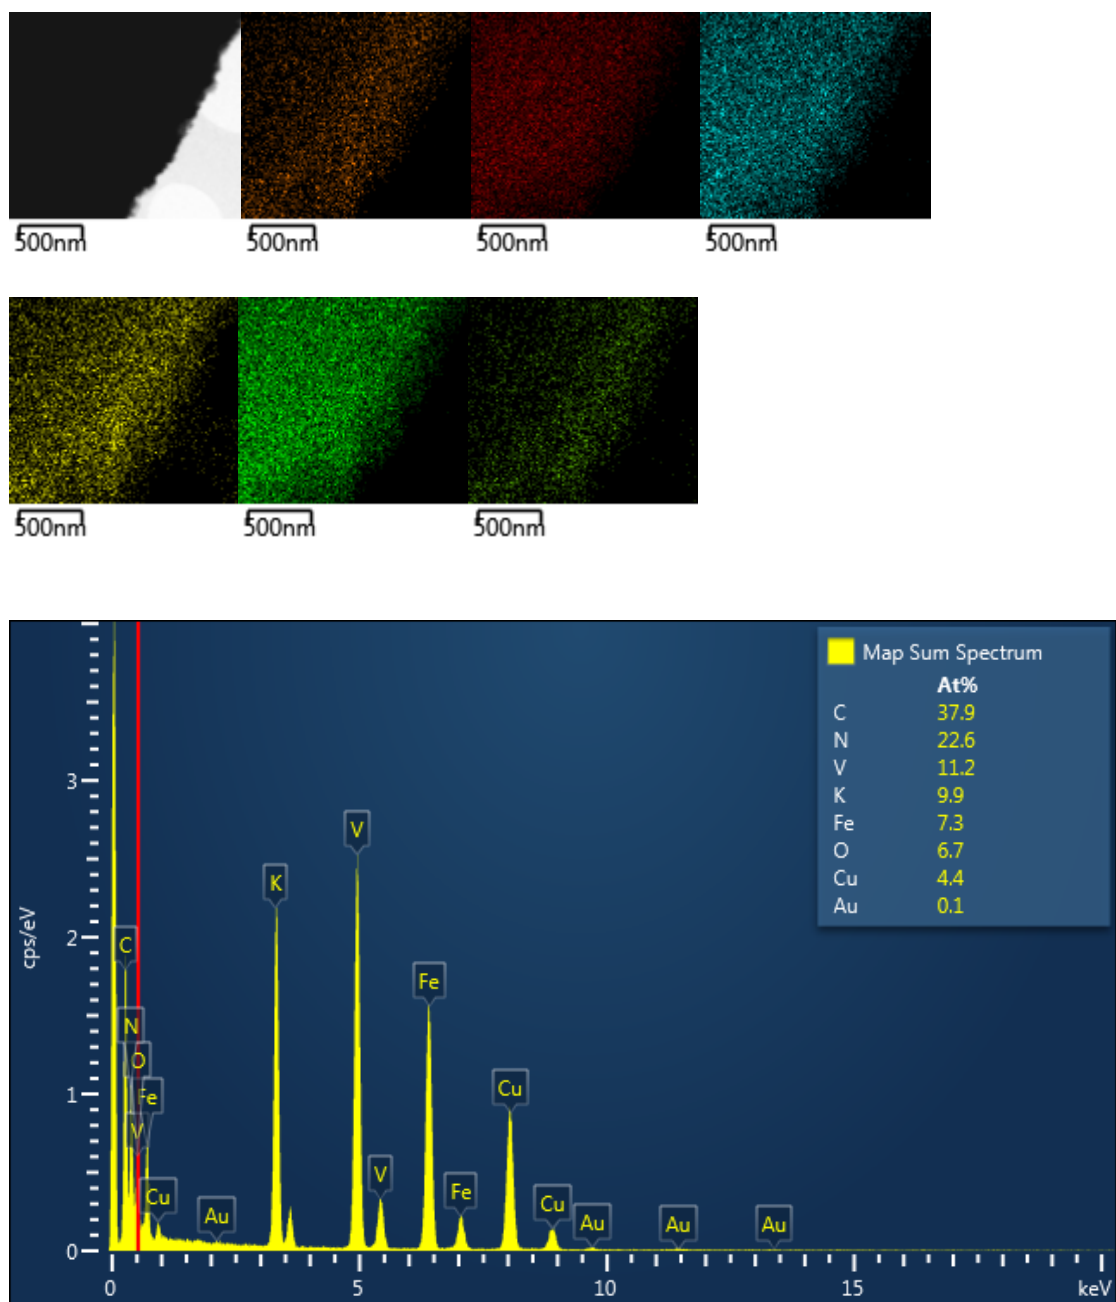 500nm 500nm 500nm 500nm
500nm 500nm 500nm
Map Sum Spectrum
At%
C 37.9
N 22.6
V 11.2
K 9.9
Fe 7.3
O 6.7
Cu 4.4
Au 0.1
cps/eV
3
2
1
0
C
N
O
Fe
V
Cu
Au
K
V
V
Fe
Fe
Cu
Cu
Au
Au
Au
0 5 10 15 keV